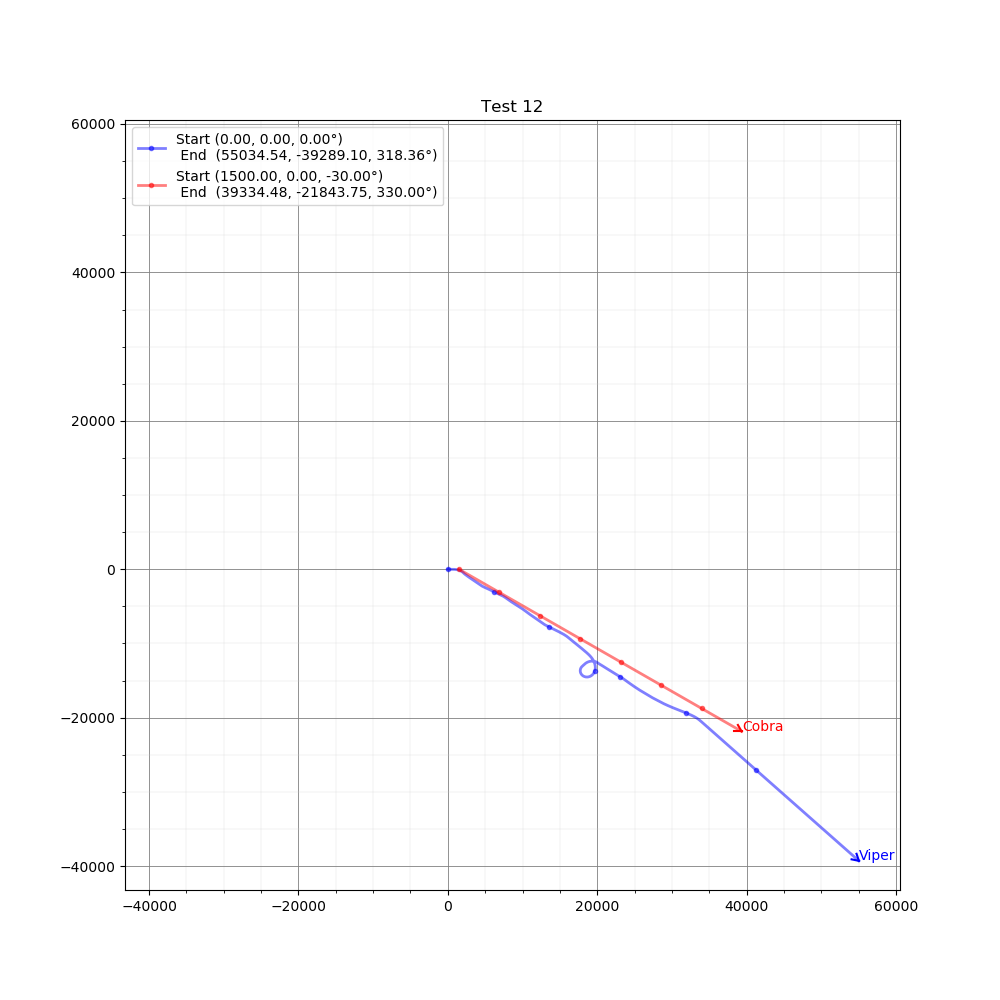 Test 12
Start (0.00, 0.00, 0.00°)
End (55034.54, -39289.10, 318.36°)
Start (1500.00, 0.00, -30.00°)
End (39334.48, -21843.75, 330.00°)
60000
40000
20000
0
−20000
−40000
Cobra
Viper
−40000 −20000 0 20000 40000 60000